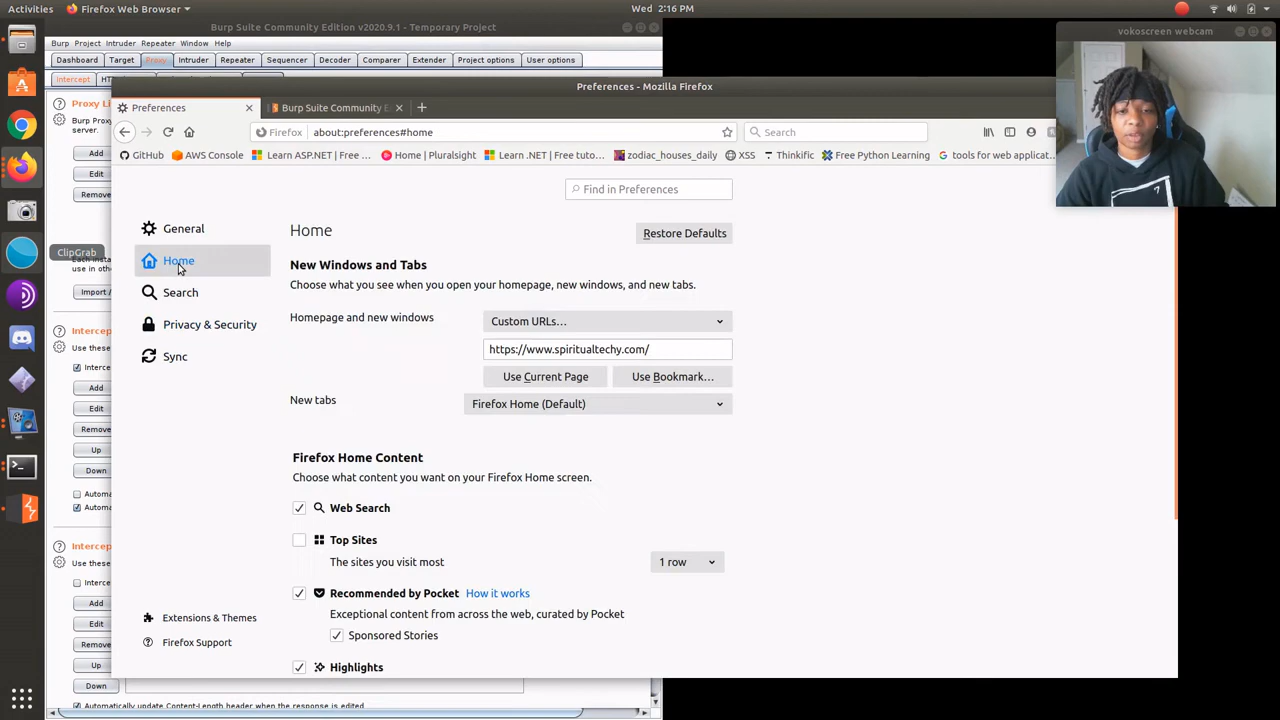 Activities
Firefox Web Browser
Wed 2:16 PM
Burp Suite Community Edition v2020.9.1 - Temporary Project
vokoscreen webcam
Burp Project Intruder Repeater Window Help
Dashboard Target Proxy Intruder Repeater Sequencer Decoder Comparer Extender Project options User options
Intercept
Preferences - Mozilla Firefox
Preferences
Burp Suite Community E
Firefox
about:preferences#home
Search
GitHub
AWS Console
Learn ASP.NET | Free ...
Home | Pluralsight
Learn .NET | Free tuto...
zodiac_houses_daily
XSS
Thinkific
Free Python Learning
tools for web applicat...
Proxy Li
Burp Prox
server.
Add
Edit
Remove
ClipGrab
use in othe
Import /
Intercep
Use these
Interce
Add
Edit
Remove
Up
Down
Automa
Automa
Intercep
Use these
Interce
Add
Edit
Remove
Up
Down
Automatically update Content-Length header when the response is edited
Find in Preferences
General
Home
Search
Privacy & Security
Sync
Extensions & Themes
Firefox Support
Home
Restore Defaults
New Windows and Tabs
Choose what you see when you open your homepage, new windows, and new tabs.
Homepage and new windows
Custom URLs...
https://www.spiritualtechy.com/
Use Current Page
Use Bookmark...
New tabs
Firefox Home (Default)
Firefox Home Content
Choose what content you want on your Firefox Home screen.
Web Search
Top Sites
The sites you visit most
1 row
Recommended by Pocket
How it works
Exceptional content from across the web, curated by Pocket
Sponsored Stories
Highlights